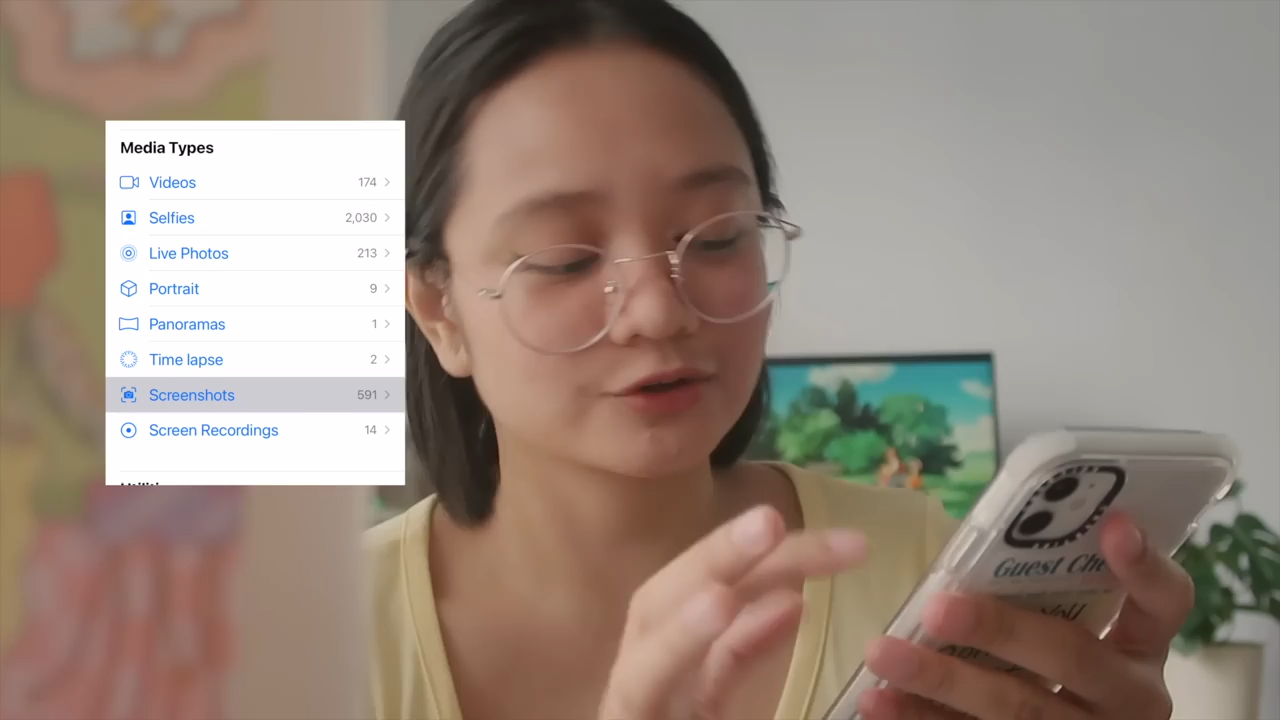 Media Types
Videos 174
Selfies 2,030
Live Photos 213
Portrait 9
Panoramas 1
Time lapse 2
Screenshots 591
Screen Recordings 14
Guest
You